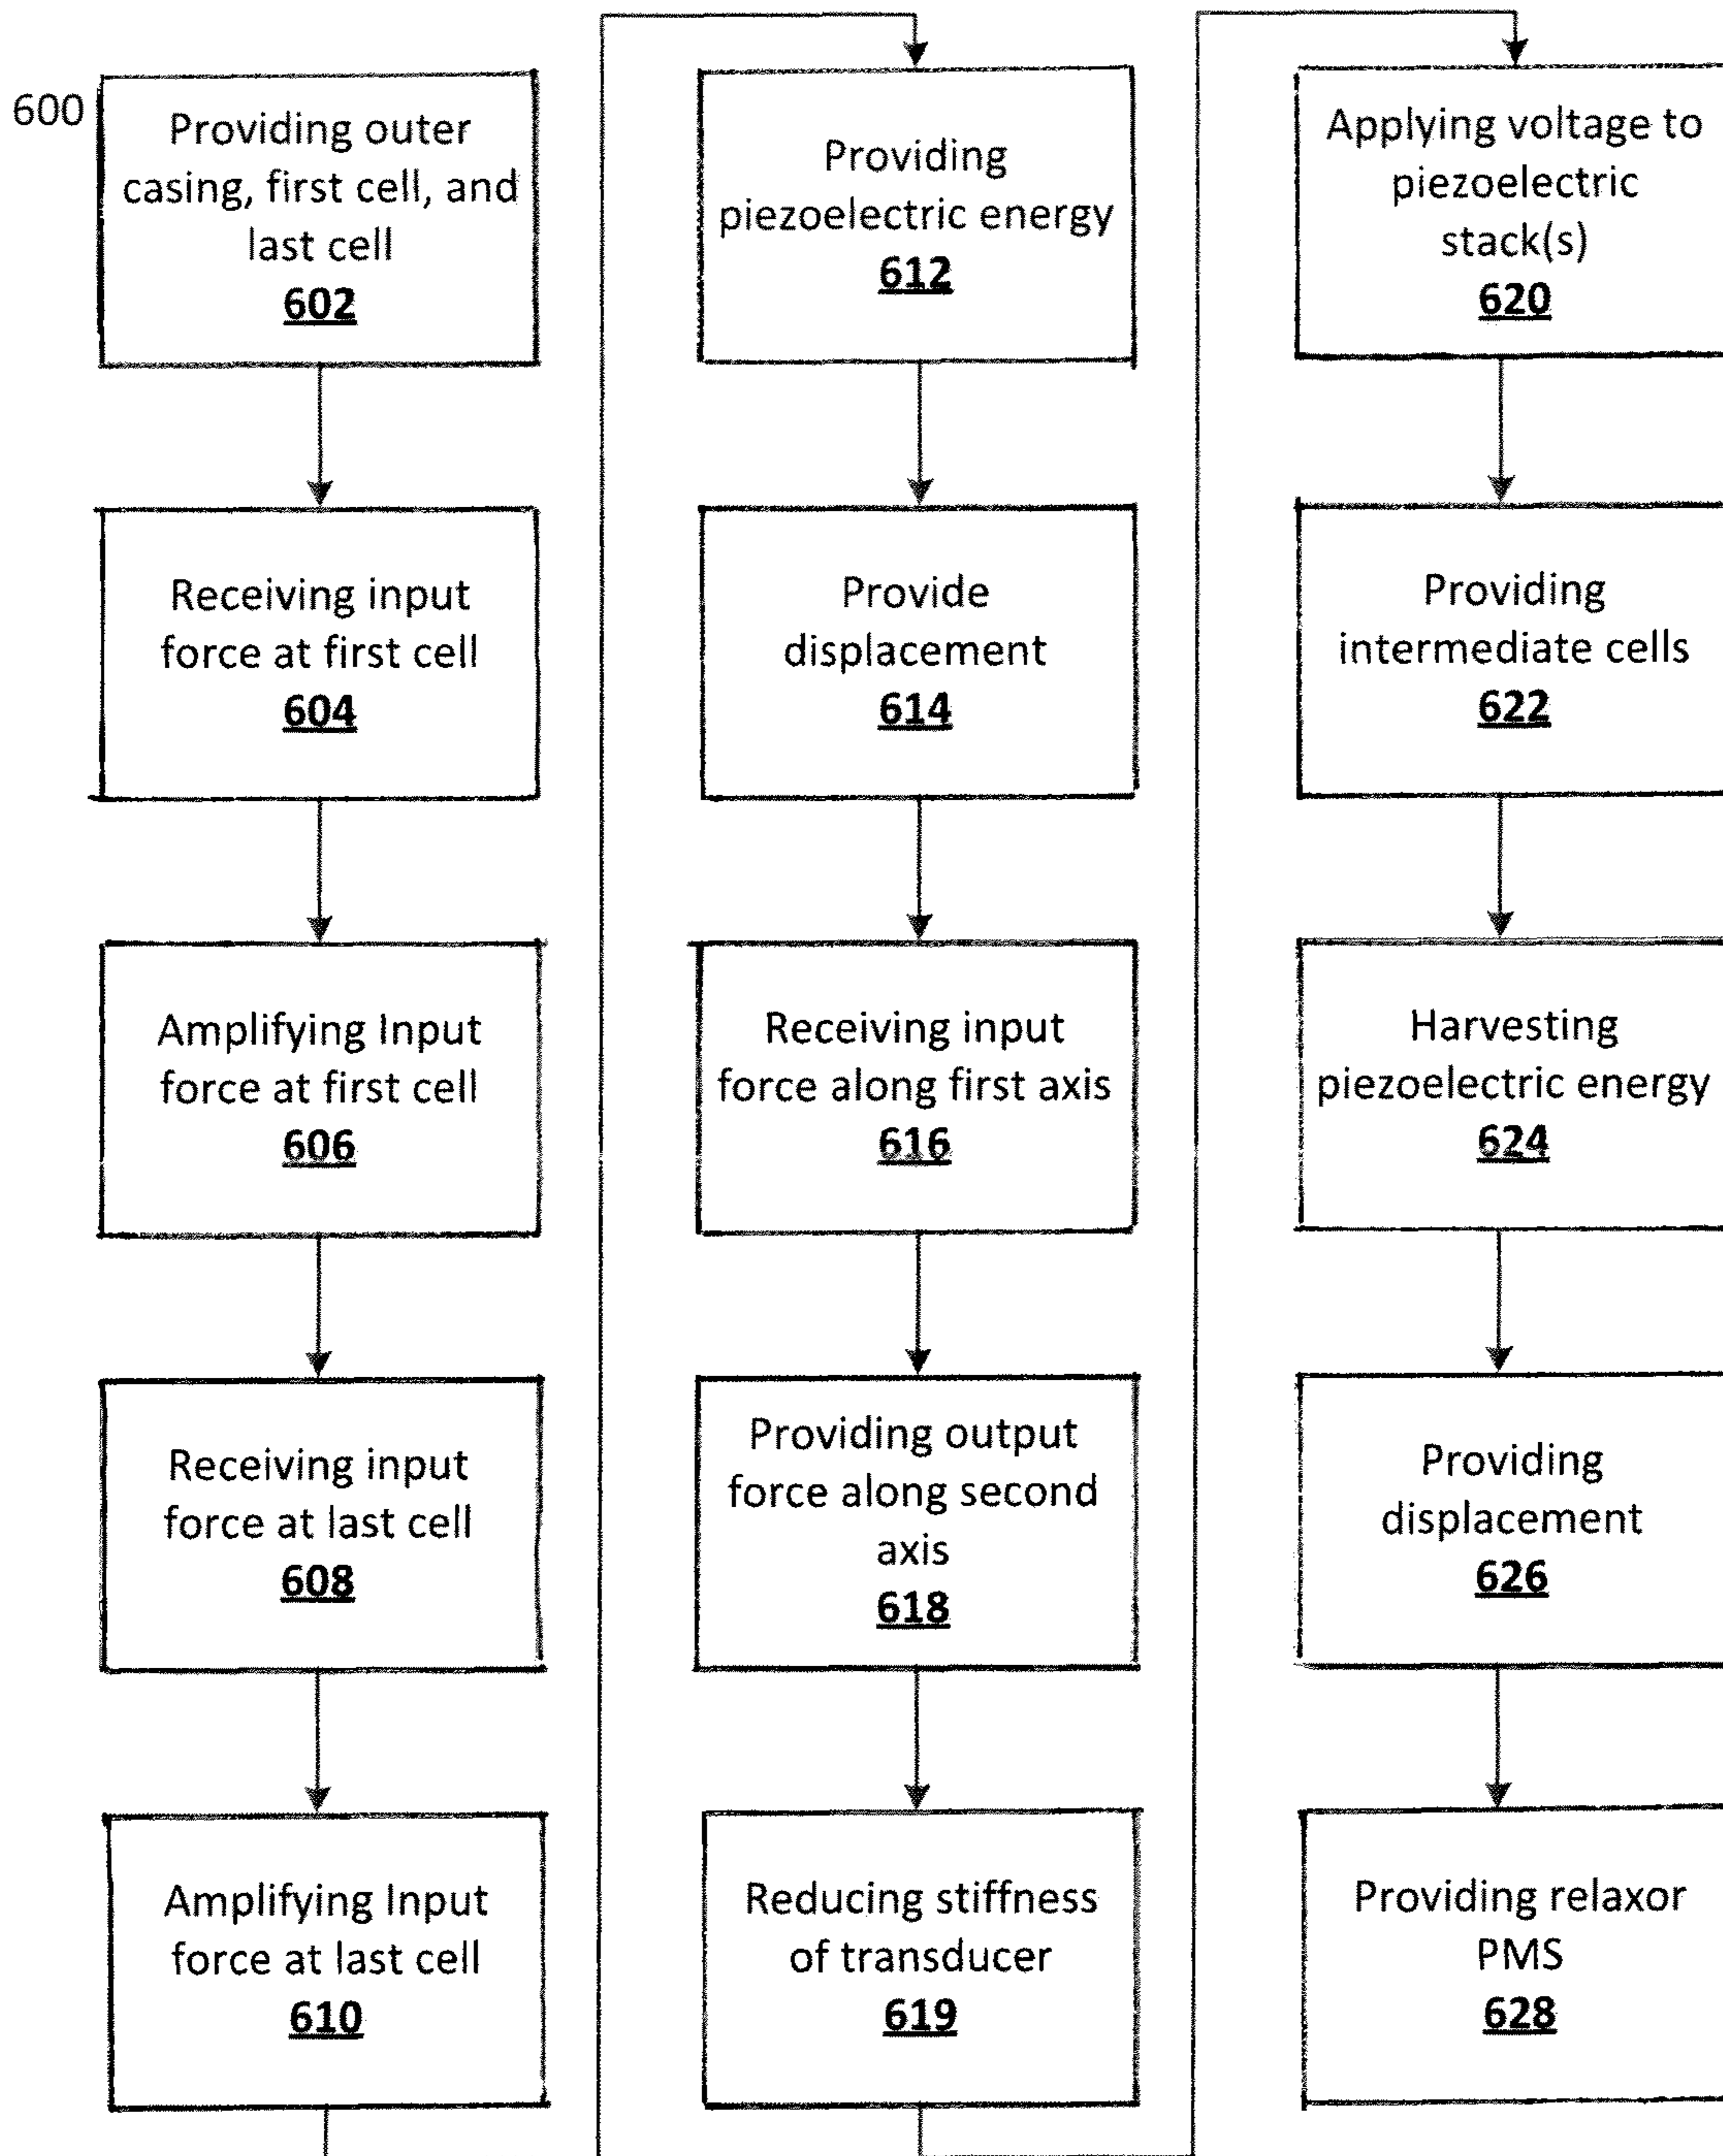 600
Providing outer
casing, first cell, and
last cell
602
Receiving input
force at first cell
604
Amplifying Input
force at first cell
606
Receiving input
force at last cell
608
Amplifying Input
force at last cell
610
Providing
piezoelectric energy
612
Provide
displacement
614
Receiving input
force along first axis
616
Providing output
force along second
axis
618
Reducing stiffness
of transducer
619
Applying voltage to
piezoelectric
stack(s)
620
Providing
intermediate cells
622
Harvesting
piezoelectric energy
624
Providing
displacement
626
Providing relaxor
PMS
628